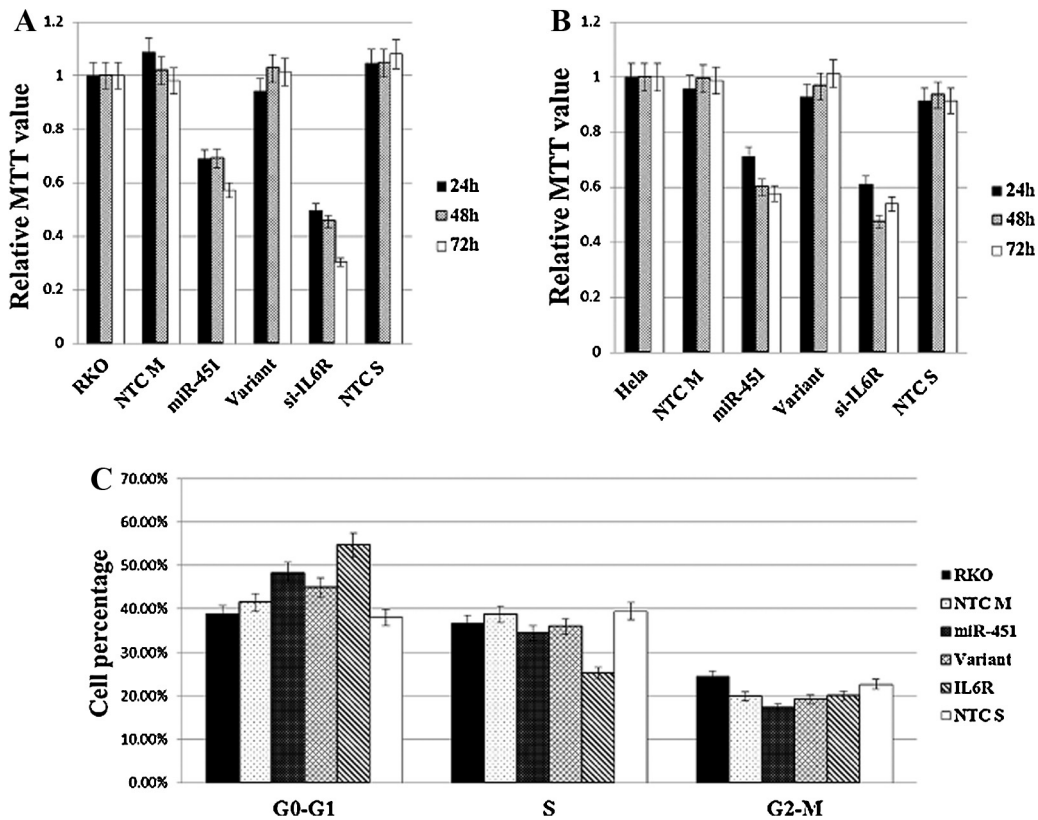 A
Relative MTT value
1.2
1
0.8
0.6
0.4
0.2
0
RKO
NTC M
miR-451
Variant
si-IL6R
NTC S
24h
48h
72h
B
Relative MTT value
1.2
1
0.8
0.6
0.4
0.2
0
Hela
NTC M
miR-451
Variant
si-IL6R
NTC S
24h
48h
72h
C
Cell percentage
70.00%
60.00%
50.00%
40.00%
30.00%
20.00%
10.00%
0.00%
G0-G1
S
G2-M
RKO
NTC M
miR-451
Variant
IL6R
NTC S